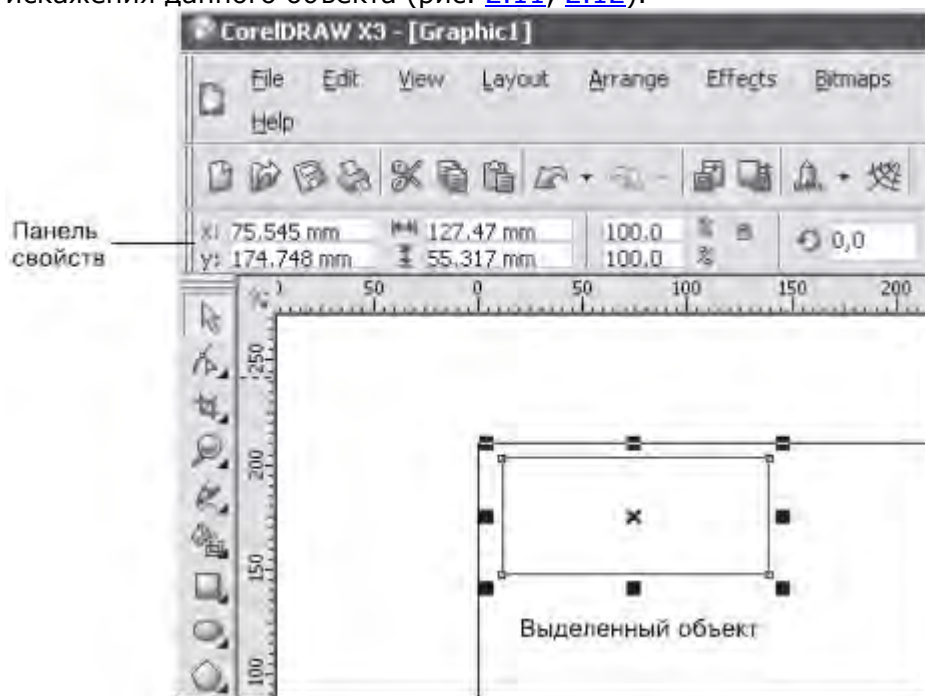 искажения данного объекта (рис. 2.11, 2.12).
CorelDRAW X3 - [Graphic1]
File Edit View Layout Arrange Effects Bitmaps
Help
Панель свойств
x: 75.545 mm 127.47 mm 100.0 % 0,0
y: 174.748 mm 55.317 mm 100.0 %
50 0 50 100 150 200
250
200
150
100
Выделенный объект